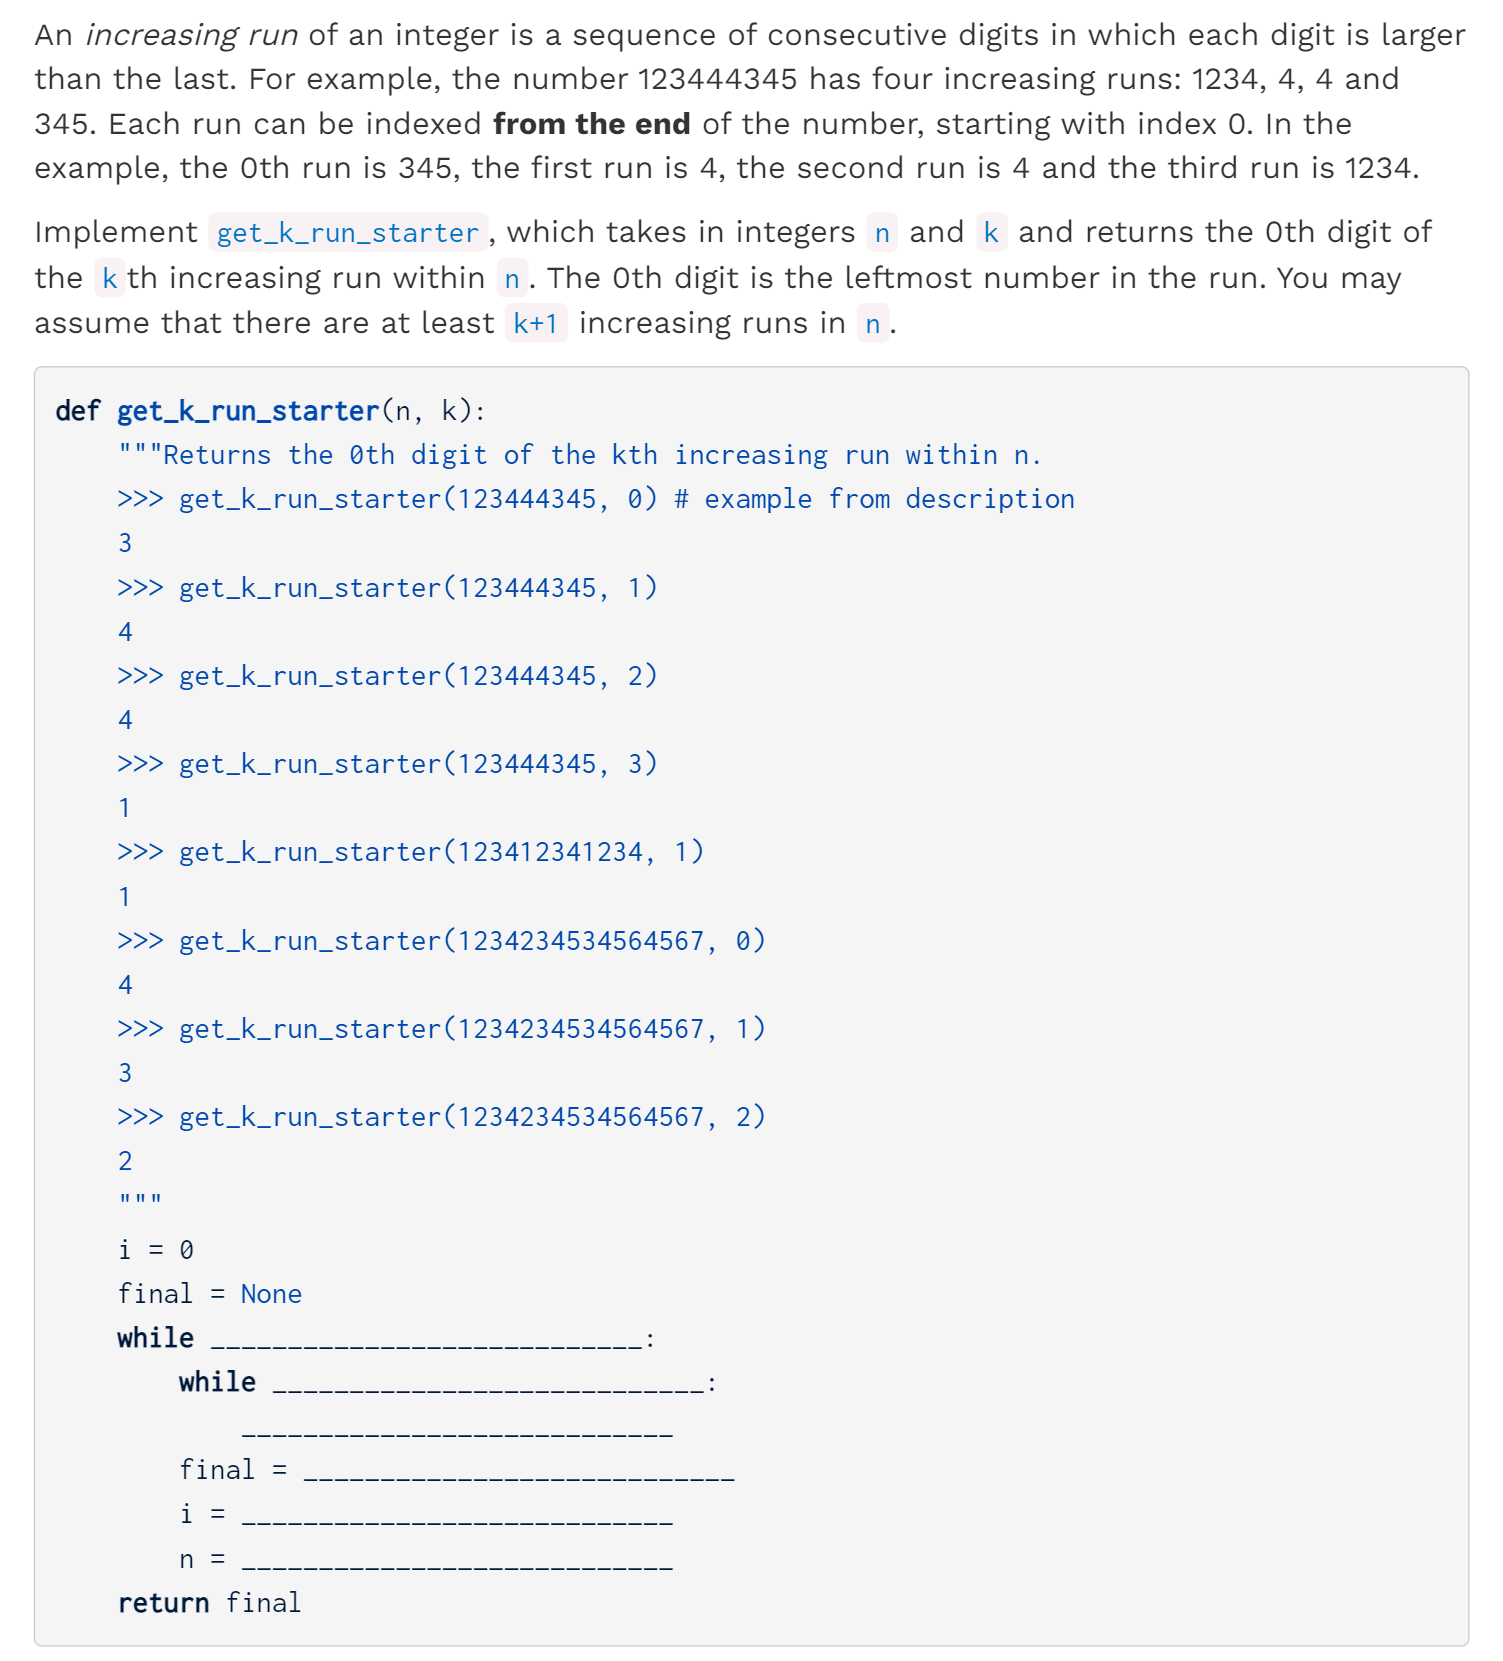 An increasing run of an integer is a sequence of consecutive digits in which each digit is larger
than the last. For example, the number 123444345 has four increasing runs: 1234, 4, 4 and
345. Each run can be indexed from the end of the number, starting with index 0. In the
example, the 0th run is 345, the first run is 4, the second run is 4 and the third run is 1234.
Implement get_k_run_starter, which takes in integers n and k and returns the 0th digit of
the kth increasing run within n. The 0th digit is the leftmost number in the run. You may
assume that there are at least k+1 increasing runs in n.
def get_k_run_starter(n, k):
    """Returns the 0th digit of the kth increasing run within n.
    >>> get_k_run_starter(123444345, 0) # example from description
    3
    >>> get_k_run_starter(123444345, 1)
    4
    >>> get_k_run_starter(123444345, 2)
    4
    >>> get_k_run_starter(123444345, 3)
    1
    >>> get_k_run_starter(123412341234, 1)
    1
    >>> get_k_run_starter(1234234534564567, 0)
    4
    >>> get_k_run_starter(1234234534564567, 1)
    3
    >>> get_k_run_starter(1234234534564567, 2)
    2
    """
    i = 0
    final = None
    while ____________________________:
        while ____________________________:
            ____________________________
        final = ____________________________
        i = ____________________________
        n = ____________________________
    return final